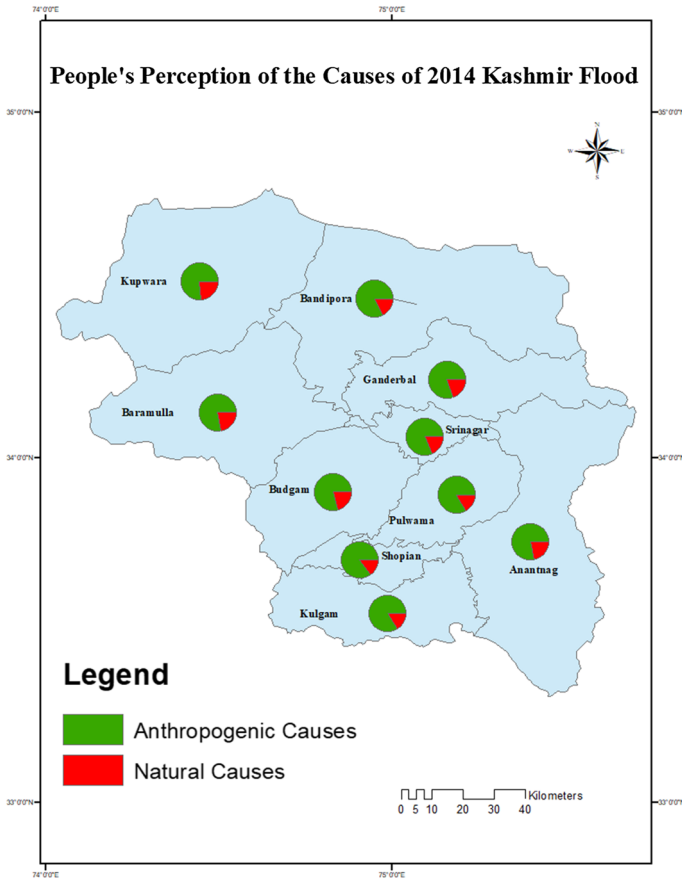 74°0'0"E 75°0'0"E
People's Perception of the Causes of 2014 Kashmir Flood
35°0'0"N 35°0'0"N
N
W E
S
Kupwara
Bandipora
Ganderbal
Baramulla
Srinagar
34°0'0"N 34°0'0"N
Budgam
Pulwama
Shopian
Anantnag
Kulgam
Legend
Anthropogenic Causes
Natural Causes
Kilometers
0 5 10 20 30 40
33°0'0"N 33°0'0"N
74°0'0"E 75°0'0"E